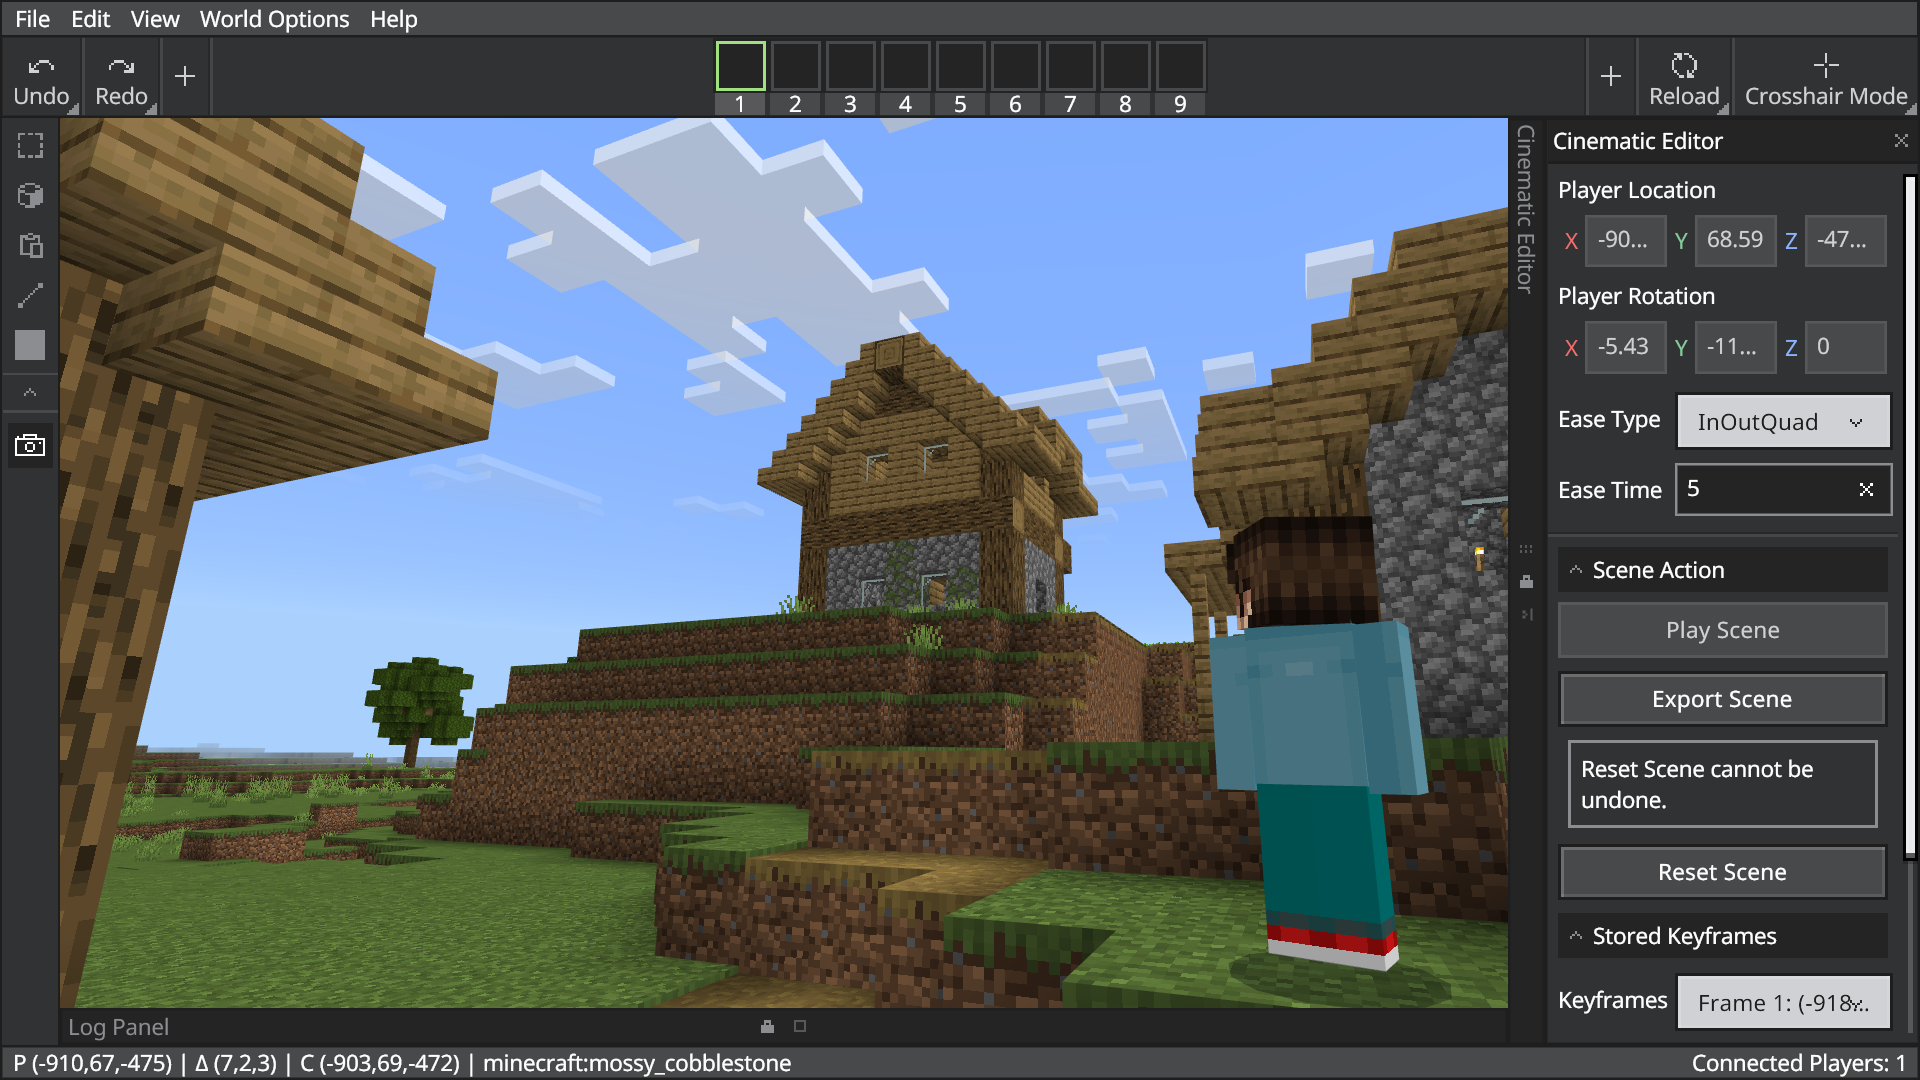 File Edit View World Options Help
Undo Redo Reload Crosshair Mode
1 2 3 4 5 6 7 8 9
Cinematic Editor
Cinematic Editor
Player Location
X -90... Y 68.59 Z -47...
Player Rotation
X -5.43 Y -11... Z 0
Ease Type InOutQuad
Ease Time 5
Scene Action
Play Scene
Export Scene
Reset Scene cannot be
undone.
Reset Scene
Stored Keyframes
Keyframes Frame 1: (-918...
Log Panel
P (-910,67,-475) | Δ (7,2,3) | C (-903,69,-472) | minecraft:mossy_cobblestone
Connected Players: 1